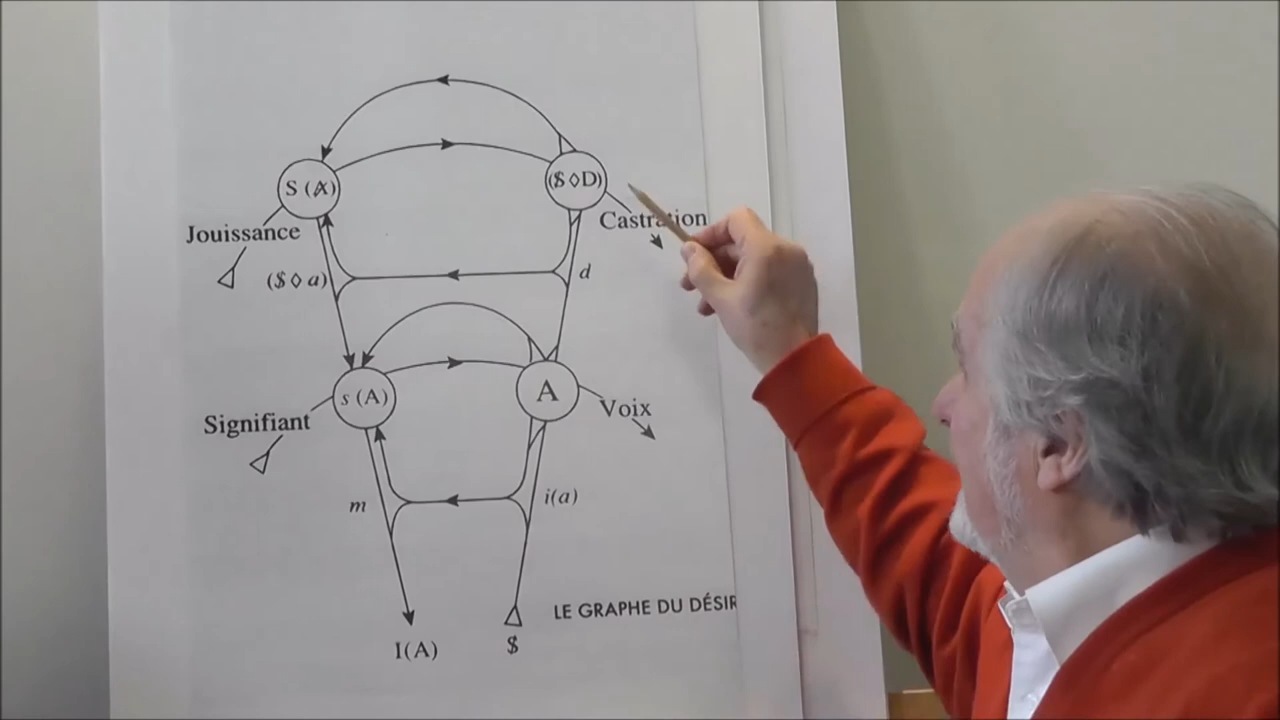 S (Ⱥ)
($ ◊ D)
Jouissance
Castration
($ ◊ a)
d
s (A)
A
Signifiant
Voix
m
i(a)
LE GRAPHE DU DÉSIR
I(A)
$